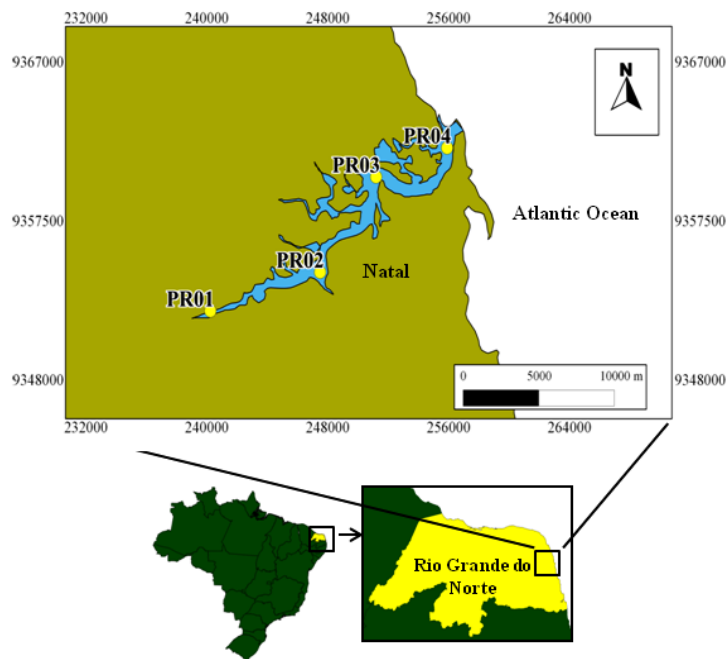 232000 240000 248000 256000 264000
9367000 9367000
N
PR04
PR03
Atlantic Ocean
9357500 9357500
PR02 Natal
PR01
0 5000 10000 m
9348000 9348000
232000 240000 248000 256000 264000
Rio Grande do
Norte